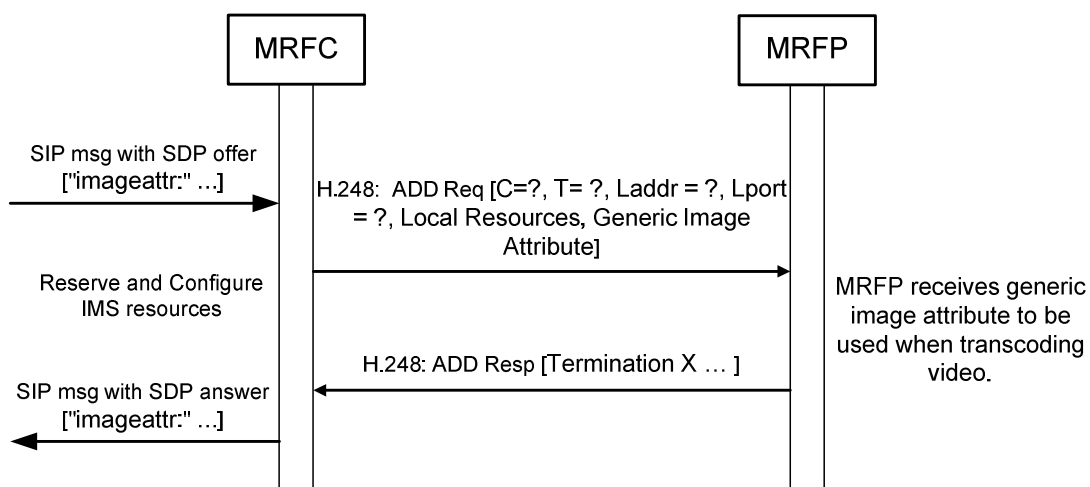 MRFC
MRFP
SIP msg with SDP offer
["imageattr:" ...]
H.248: ADD Req [C=?, T= ?, Laddr = ?, Lport
= ?, Local Resources, Generic Image
Attribute]
Reserve and Configure
IMS resources
MRFP receives generic
image attribute to be
used when transcoding
video.
H.248: ADD Resp [Termination X ... ]
SIP msg with SDP answer
["imageattr:" ...]